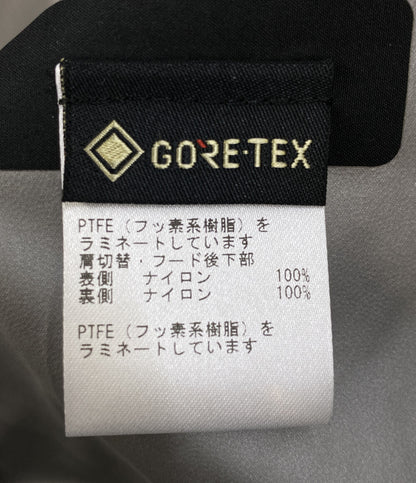 GORE-TEX
PTFE（フッ素系樹脂）を
ラミネートしています
肩切替・フード後下部
表側 ナイロン 100%
裏側 ナイロン 100%
PTFE（フッ素系樹脂）を
ラミネートしています